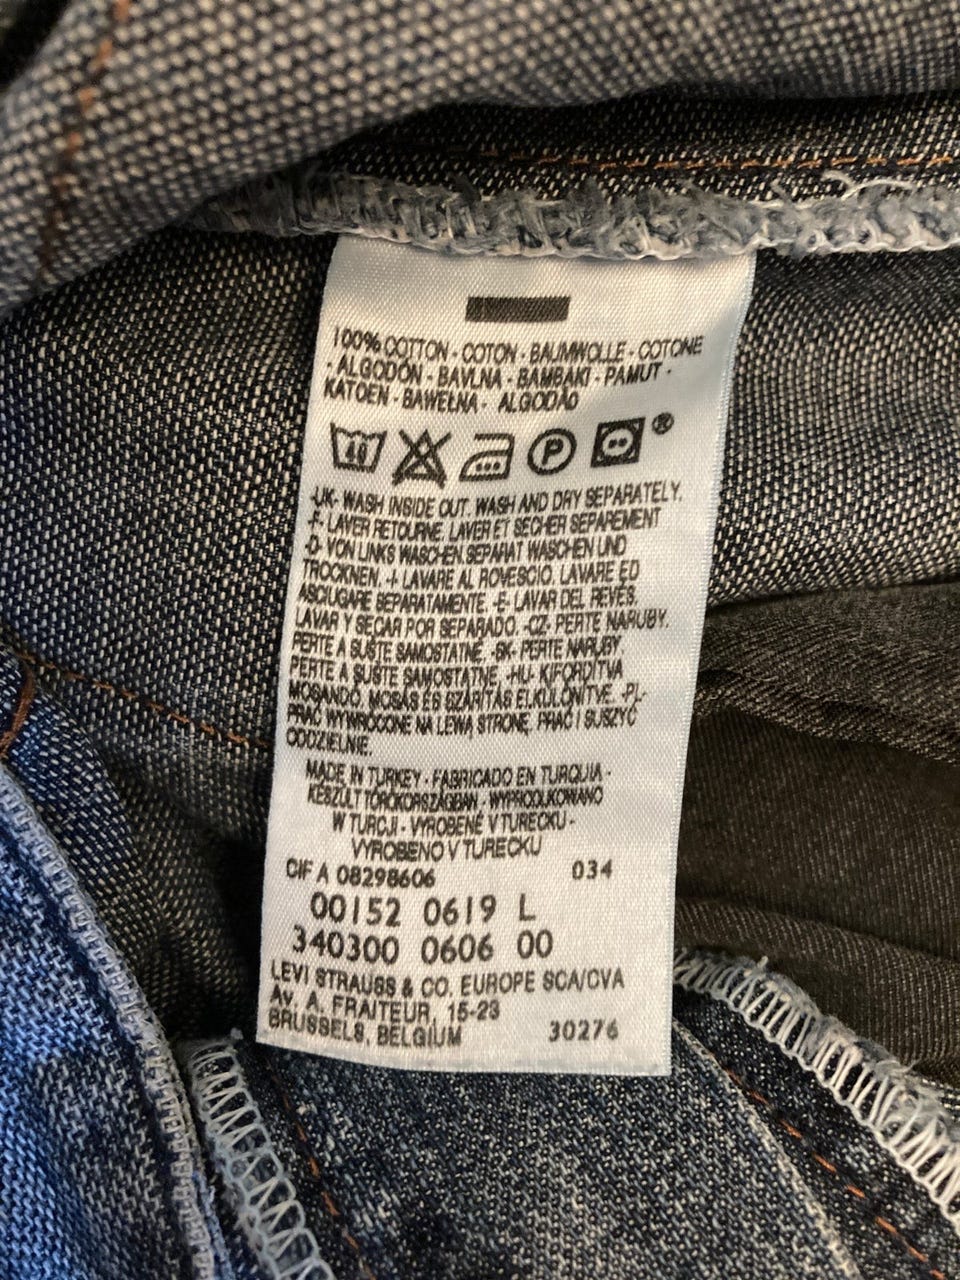 100% COTTON - COTON - BAUMWOLLE - COTONE
- ALGODÓN - BAVLNA - BAMBAKI - PAMUT -
KATOEN - BAWEŁNA - ALGODÃO
40 P ®
-UK- WASH INSIDE OUT. WASH AND DRY SEPARATELY.
-F- LAVER RETOURNE. LAVER ET SECHER SEPAREMENT
-D- VON LINKS WASCHEN. SEPARAT WASCHEN UND
TROCKNEN. -I- LAVARE AL ROVESCIO. LAVARE ED
ASCIUGARE SEPARATAMENTE. -E- LAVAR DEL REVES.
LAVAR Y SECAR POR SEPARADO. -CZ- PERTE NARUBY.
PERTE A SUŠTE SAMOSTATNE. -SK- PERTE NARUBY
PERTE A SUŠTE SAMOSTATNE. -HU- KIFORDÍTVA
MOSANDÓ. MOSÁS ÉS SZÁRÍTÁS ELKÜLÖNÍTVE. -PL-
PRAĆ WYWRÓCONE NA LEWĄ STRONĘ. PRAĆ I SUSZYĆ
ODDZIELNIE.
MADE IN TURKEY - FABRICADO EN TURQUIA -
KÉSZÜLT TÖRÖKORSZÁGBAN - WYPRODUKOWANO
W TURCJI - VYROBENÉ V TURECKU -
VYROBENO V TURECKU
CIF A 08298606 034
00152 0619 L
340300 0606 00
LEVI STRAUSS & CO. EUROPE SCA/CVA
AV. A. FRAITEUR, 15-23
BRUSSELS, BELGIUM 30276